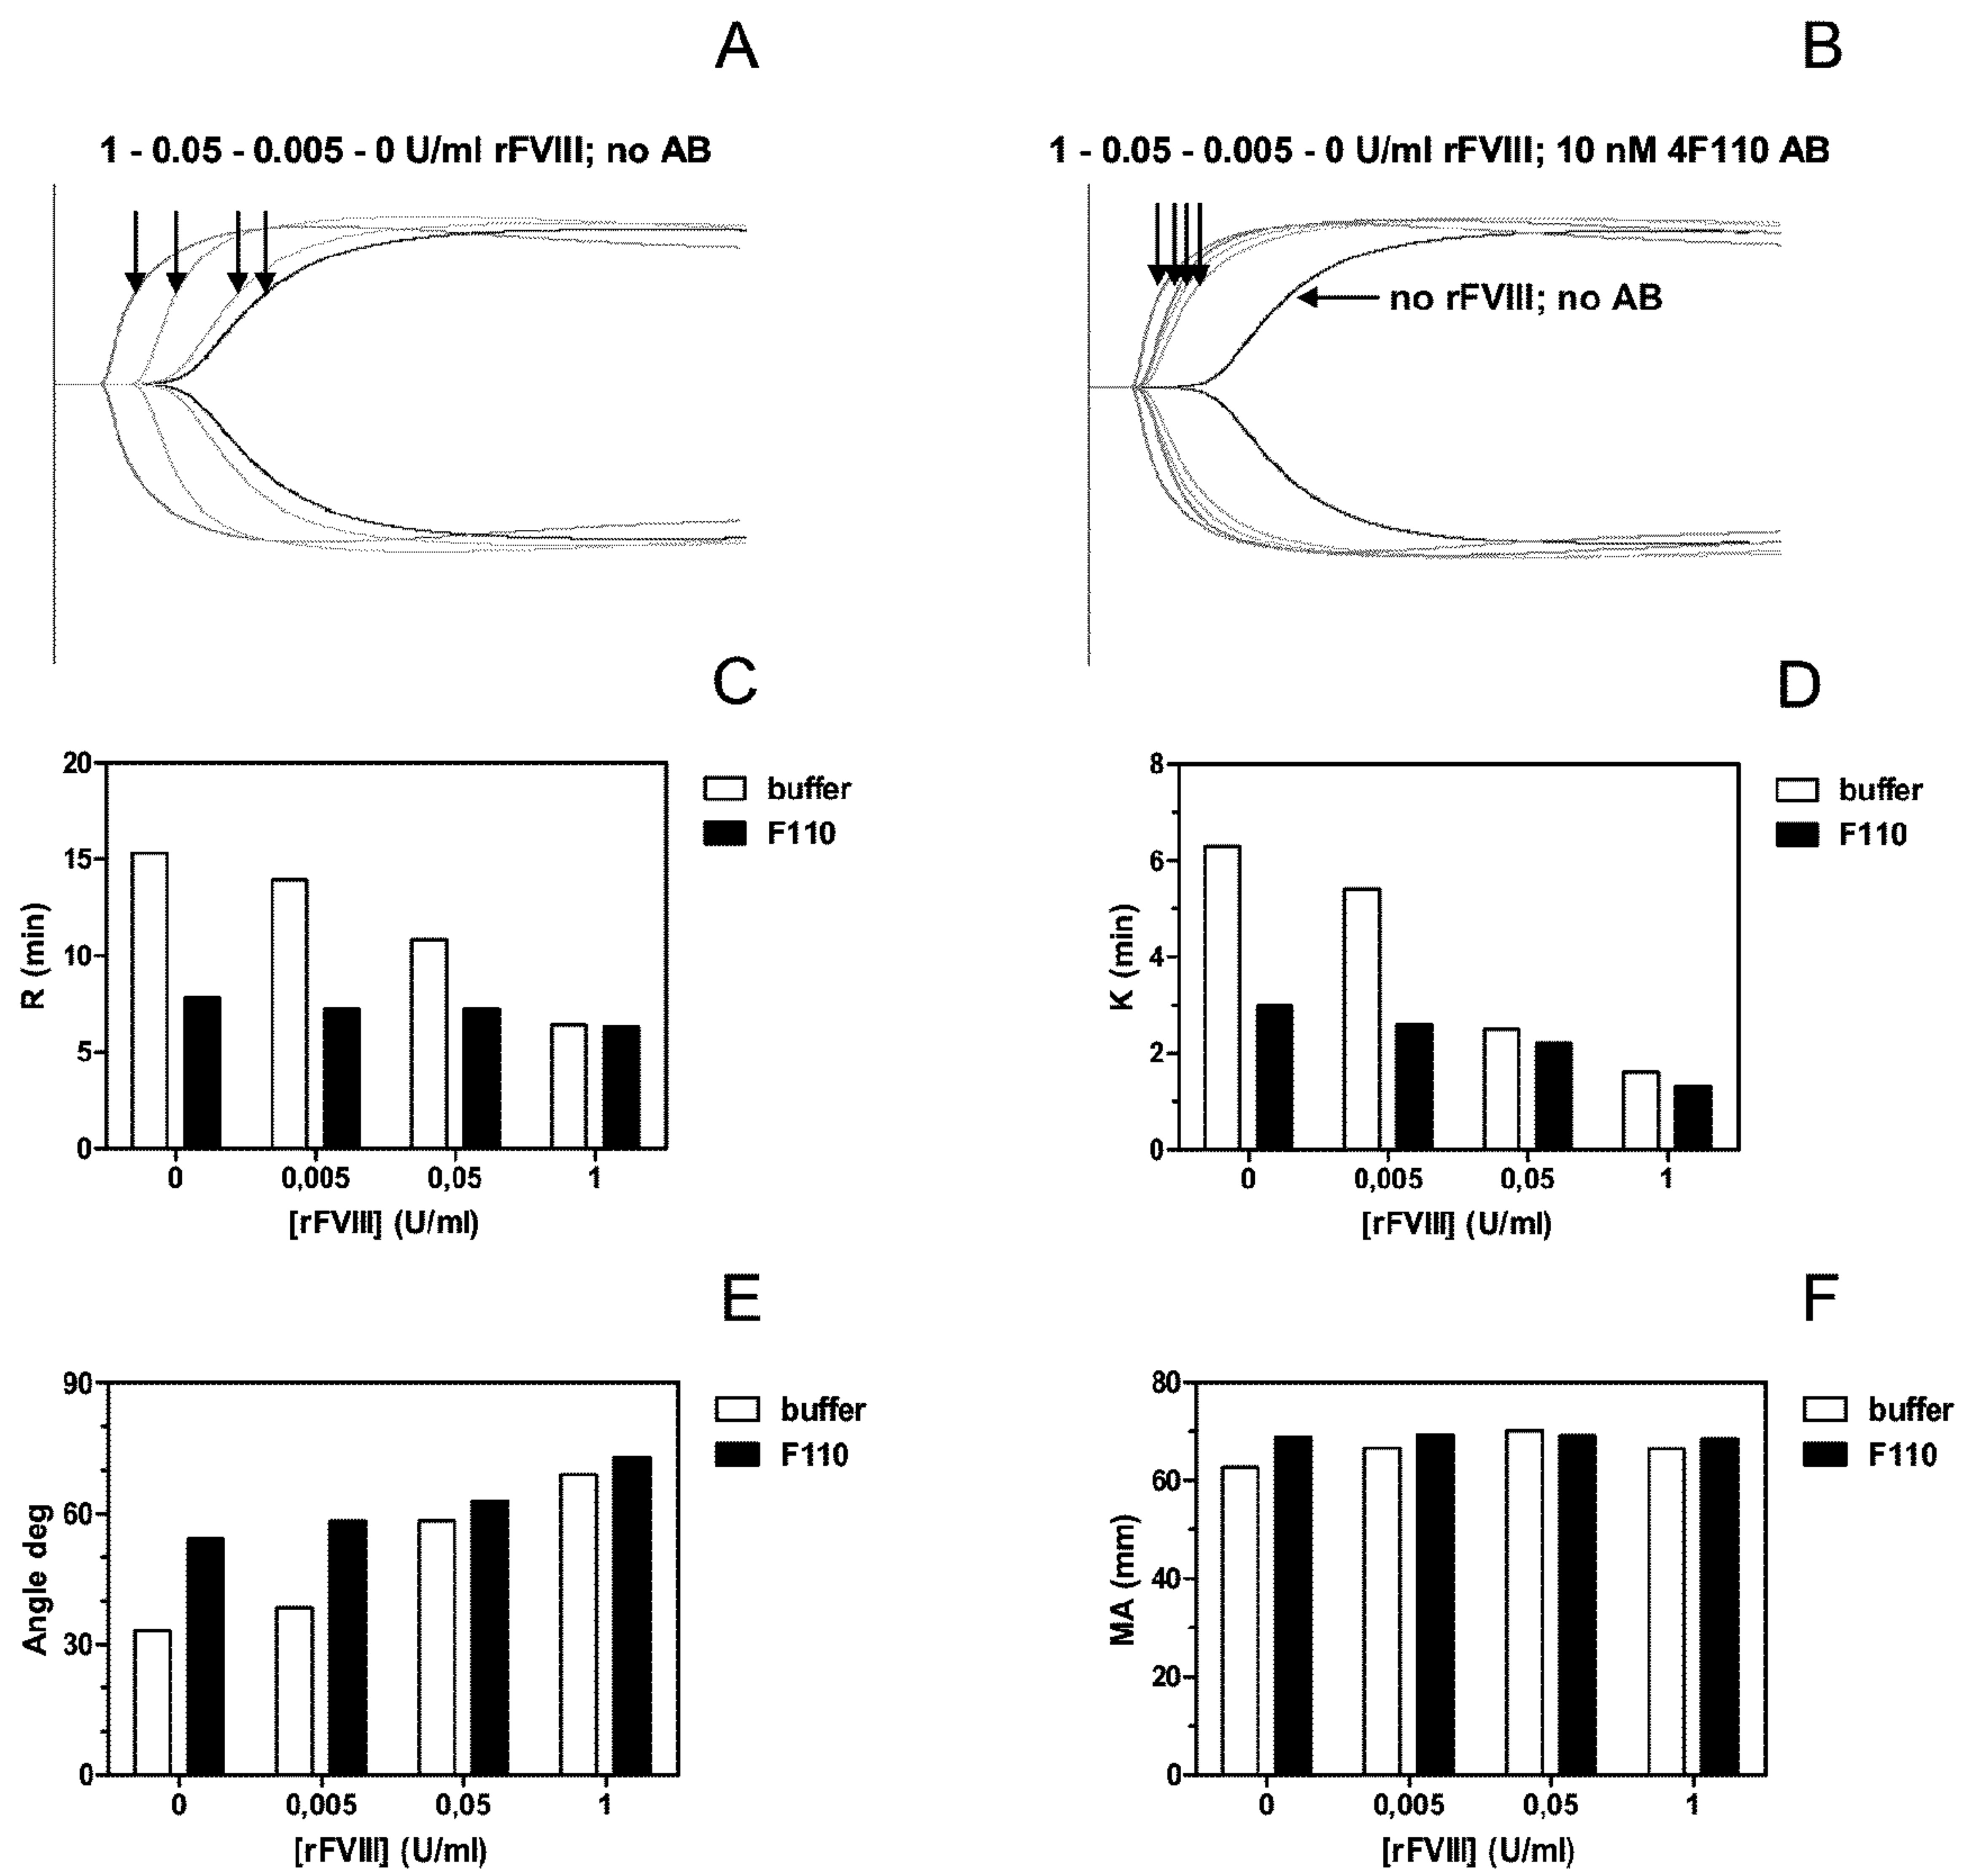 A
B
1 - 0.05 - 0.005 - 0 U/ml rFVIII; no AB
1 - 0.05 - 0.005 - 0 U/ml rFVIII; 10 nM 4F110 AB
no rFVIII; no AB
C
20
15
10
5
0
R (min)
0
0,005
0,05
1
[rFVIII] (U/ml)
buffer
F110
D
8
6
4
2
0
K (min)
0
0,005
0,05
1
[rFVIII] (U/ml)
buffer
F110
E
90
60
30
0
Angle deg
0
0,005
0,05
1
[rFVIII] (U/ml)
buffer
F110
F
80
60
40
20
0
MA (mm)
0
0,005
0,05
1
[rFVIII] (U/ml)
buffer
F110